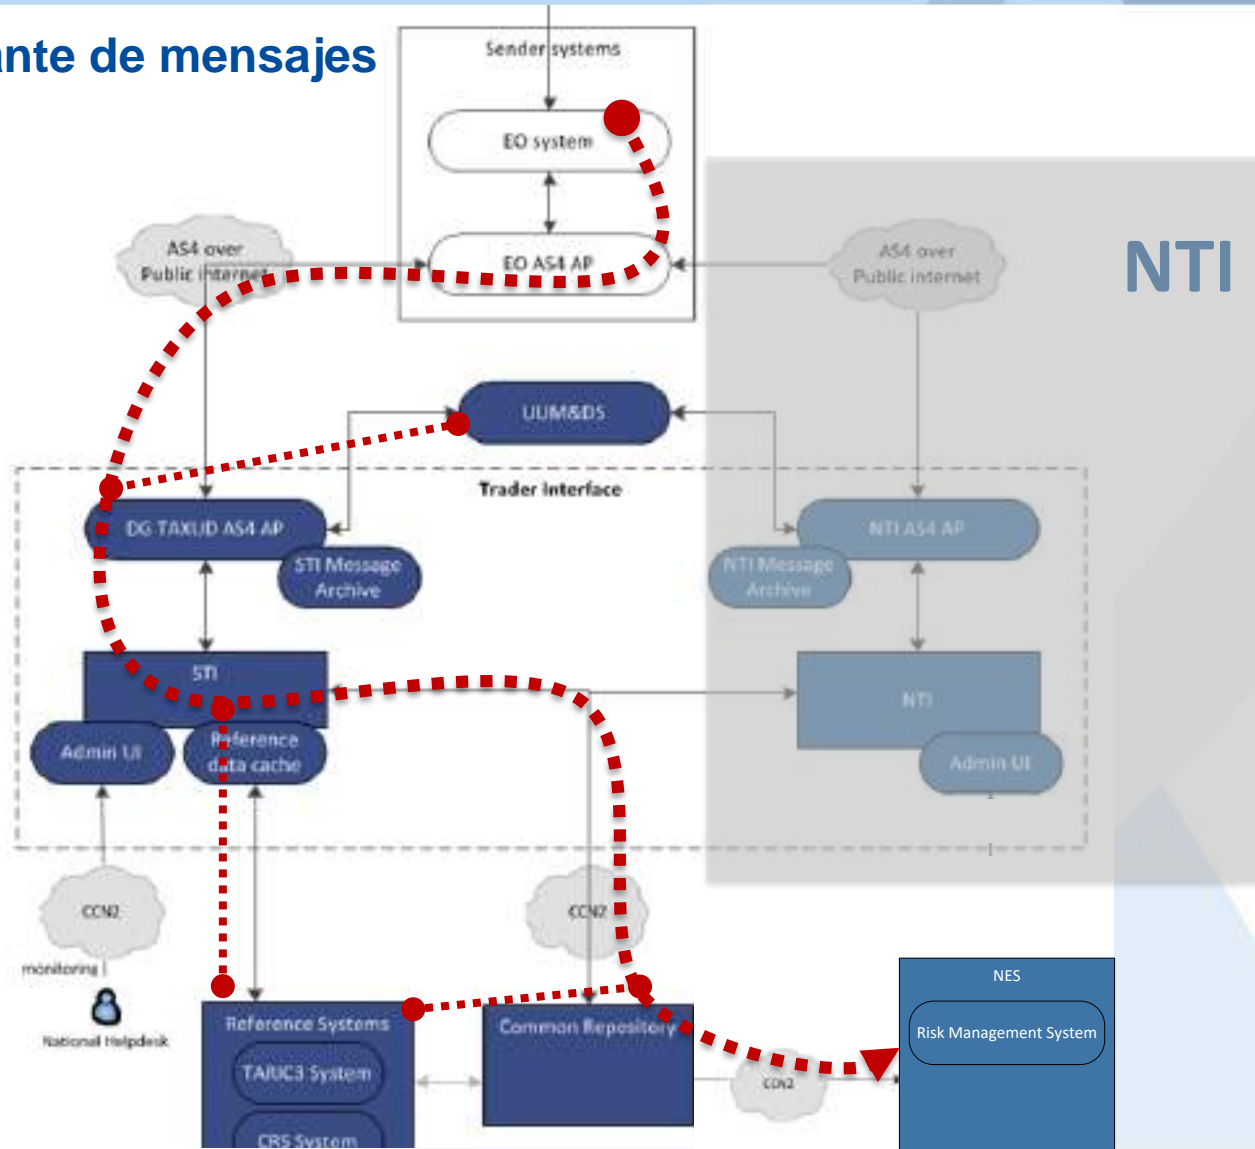 ante de mensajes
Sender systems
EO system
AS4 over
Public internet
EO AS4 AP
AS4 over
Public internet
NTI
UUM&DS
Trader Interface
DG TAXUD AS4 AP
STI Message
Archive
NTI AS4 AP
NTI Message
Archive
STI
Admin UI
Reference
data cache
NTI
Admin UI
CCN2
CCN2
monitoring
National Helpdesk
Reference Systems
TARIC3 System
CRS System
Common Repository
CCN2
NES
Risk Management System